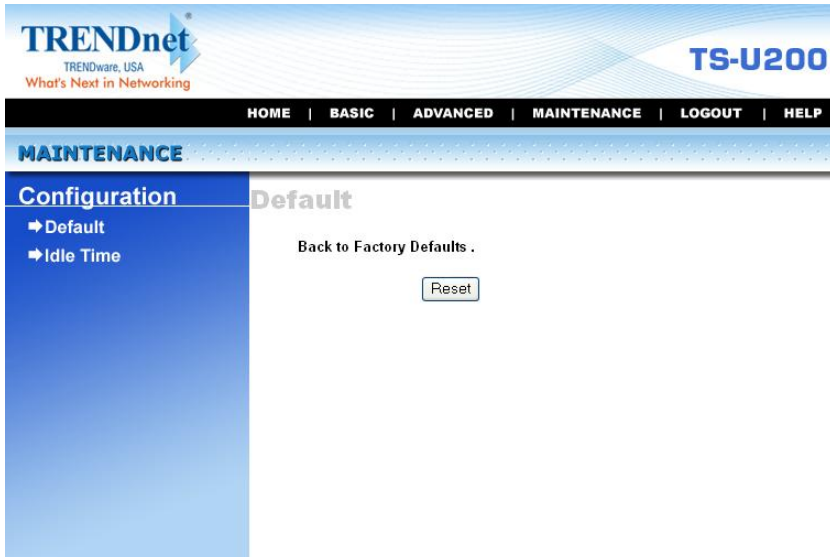 TRENDnet
TRENDware, USA
What's Next in Networking
TS-U200
HOME | BASIC | ADVANCED | MAINTENANCE | LOGOUT | HELP
MAINTENANCE
Configuration
Default
Idle Time
Default
Back to Factory Defaults .
Reset